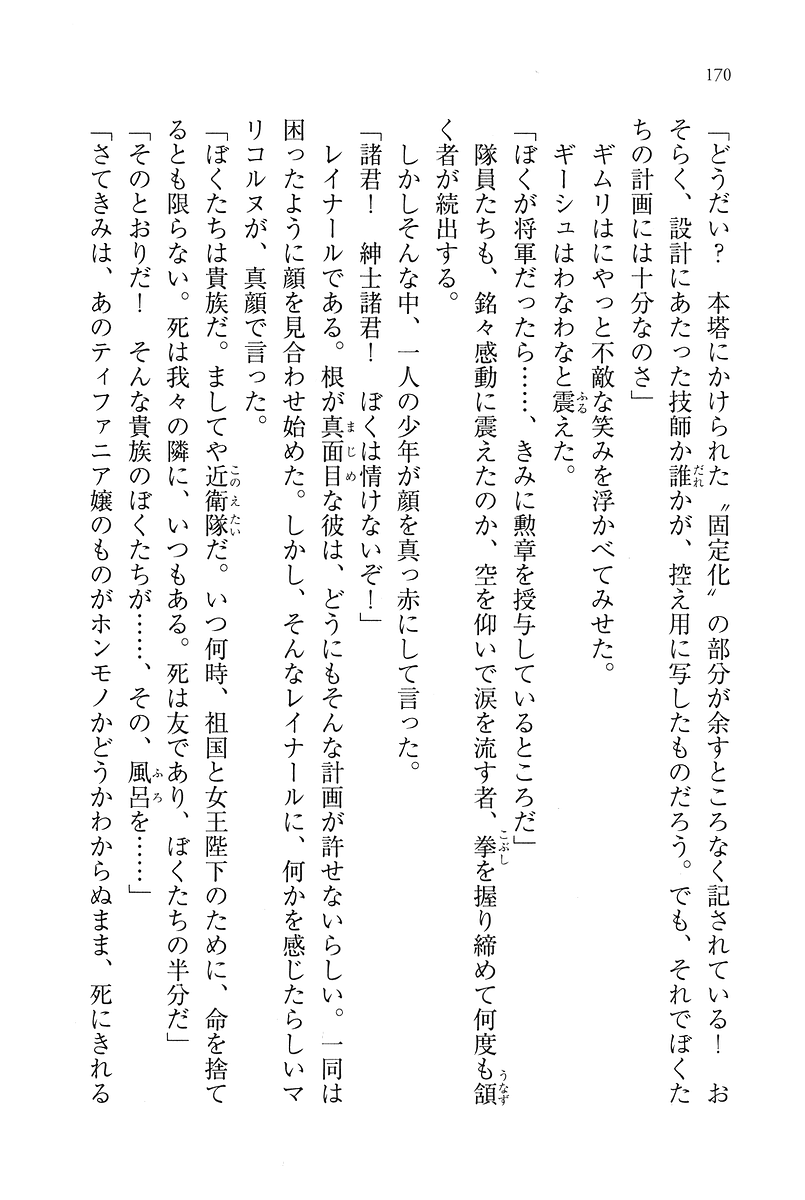 170
「どうだい？　本塔にかけられた〝固定化〟の部分が余すところなく記されている！　お
そらく、設計にあたった技師か誰かが、控え用に写したものだろう。でも、それでぼくた
ちの計画には十分なのさ」
　ギムリはにやっと不敵な笑みを浮かべてみせた。
　ギーシュはわなわなと震えた。
「ぼくが将軍だったら……、きみに勲章を授与しているところだ」
　隊員たちも、銘々感動に震えたのか、空を仰いで涙を流す者、拳を握り締めて何度も頷
く者が続出する。
　しかしそんな中、一人の少年が顔を真っ赤にして言った。
「諸君！　紳士諸君！　ぼくは情けないぞ！」
　レイナールである。根が真面目な彼は、どうにもそんな計画が許せないらしい。一同は
困ったように顔を見合わせ始めた。しかし、そんなレイナールに、何かを感じたらしいマ
リコルヌが、真顔で言った。
「ぼくたちは貴族だ。ましてや近衛隊だ。いつ何時、祖国と女王陛下のために、命を捨て
るとも限らない。死は我々の隣に、いつもある。死は友であり、ぼくたちの半分だ」
「そのとおりだ！　そんな貴族のぼくたちが……、その、風呂を……」
「さてきみは、あのティファニア嬢のものがホンモノかどうかわからぬまま、死にきれる